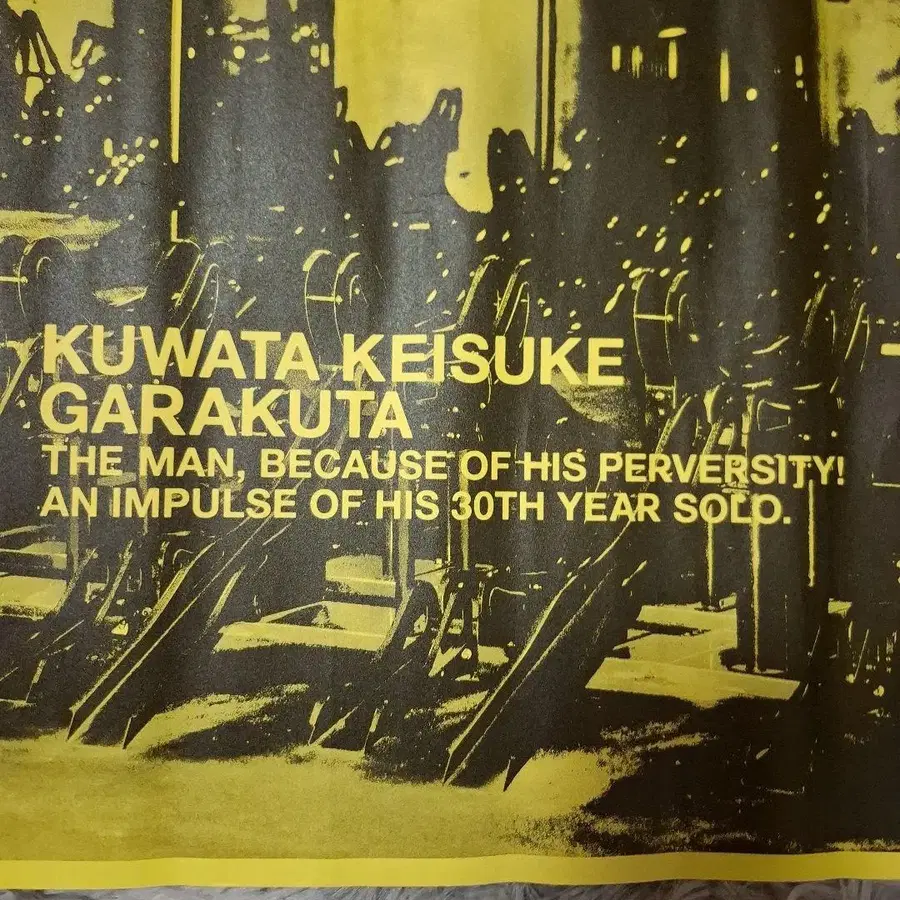 KUWATA KEISUKE
GARAKUTA
THE MAN, BECAUSE OF HIS PERVERSITY!
AN IMPULSE OF HIS 30TH YEAR SOLO.